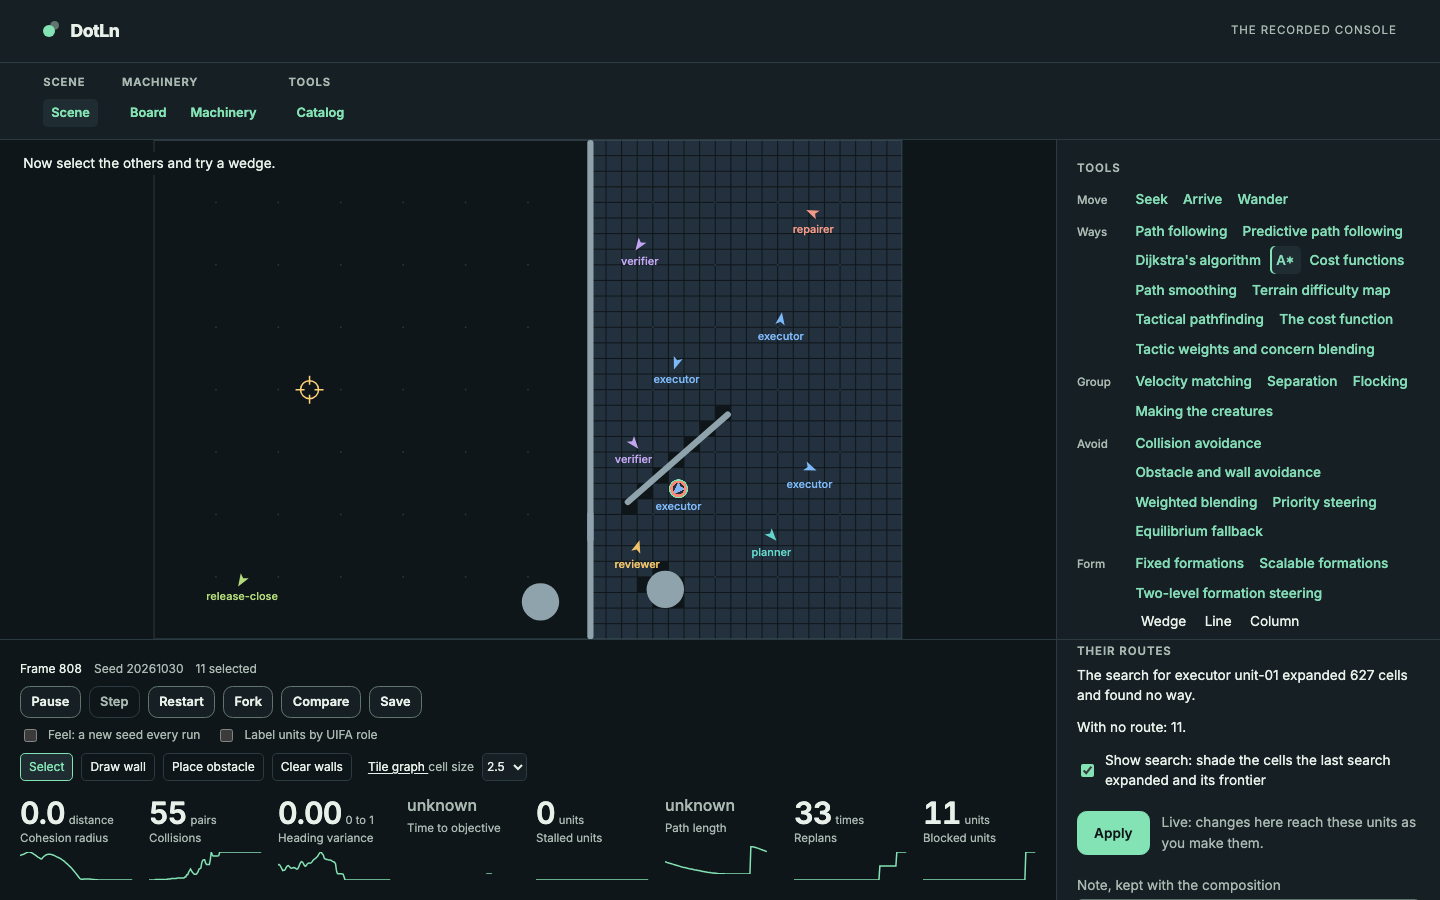 DotLn
THE RECORDED CONSOLE
SCENE MACHINERY TOOLS
Scene Board Machinery Catalog
Now select the others and try a wedge.
repairer
verifier
executor
executor
verifier
executor
executor
planner
reviewer
release-close
TOOLS
Move Seek Arrive Wander
Ways Path following Predictive path following
Dijkstra's algorithm A* Cost functions
Path smoothing Terrain difficulty map
Tactical pathfinding The cost function
Tactic weights and concern blending
Group Velocity matching Separation Flocking
Making the creatures
Avoid Collision avoidance
Obstacle and wall avoidance
Weighted blending Priority steering
Equilibrium fallback
Form Fixed formations Scalable formations
Two-level formation steering
Wedge Line Column
THEIR ROUTES
The search for executor unit-01 expanded 627 cells
and found no way.
With no route: 11.
Show search: shade the cells the last search
expanded and its frontier
Apply Live: changes here reach these units as
you make them.
Note, kept with the composition
Frame 808 Seed 20261030 11 selected
Pause Step Restart Fork Compare Save
Feel: a new seed every run Label units by UIFA role
Select Draw wall Place obstacle Clear walls Tile graph cell size 2.5
0.0 distance 55 pairs 0.00 0 to 1 unknown 0 units unknown 33 times 11 units
Cohesion radius Collisions Heading variance Time to objective Stalled units Path length Replans Blocked units